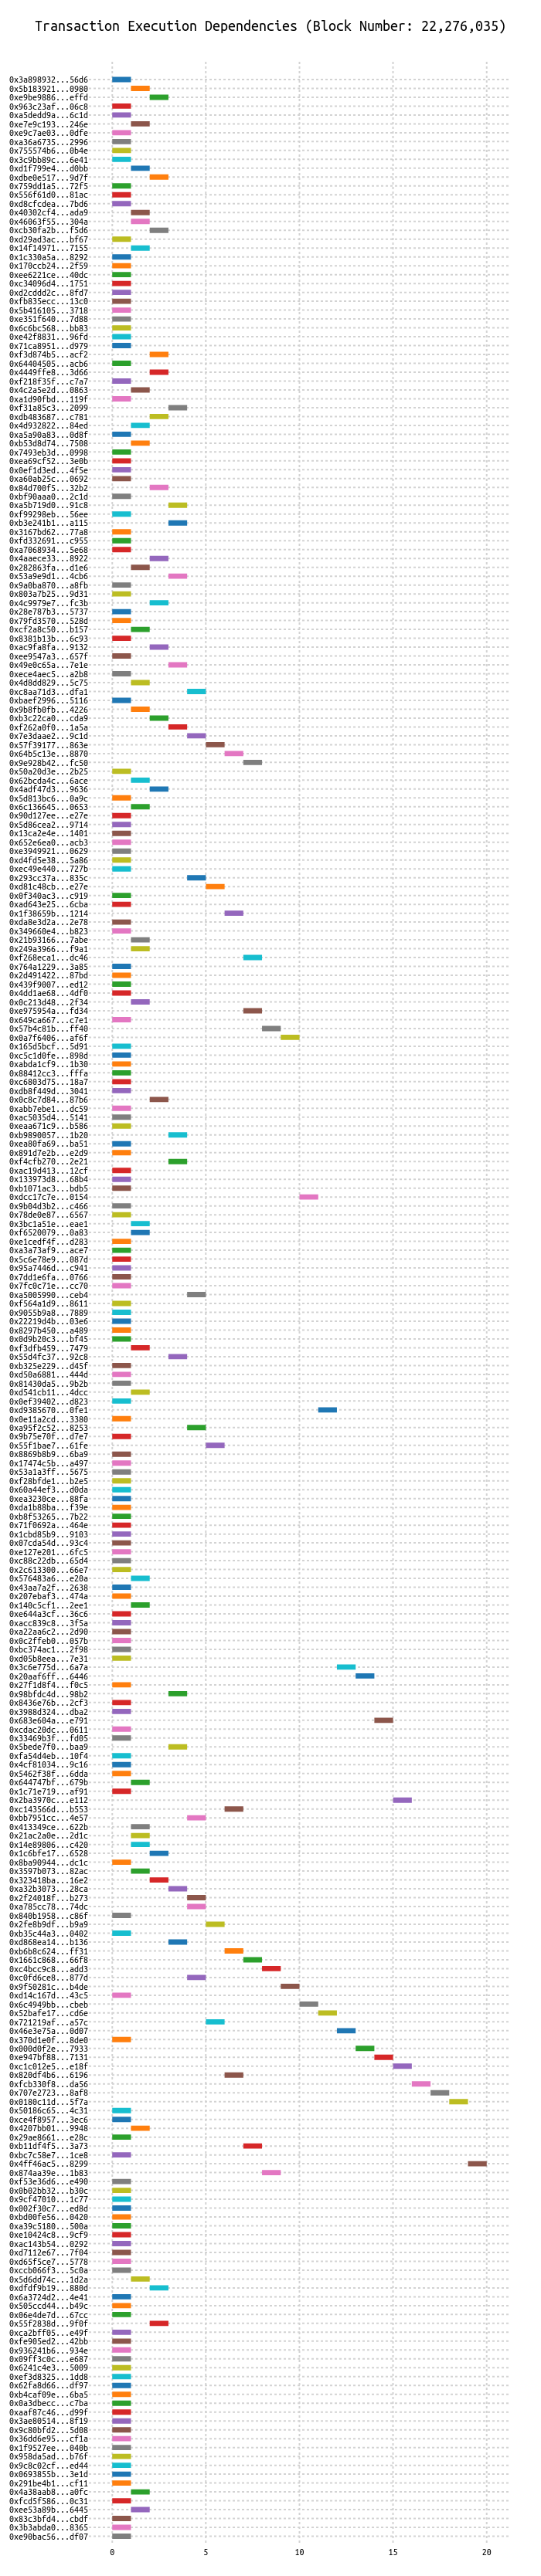 Transaction Execution Dependencies (Block Number: 22,276,035)
0x3a898932...56d6
0x5b183921...0980
0xe9be9886...effd
0x963c23af...06c8
0xa5dedd9a...6c1d
0xe7e9c193...246e
0xe9c7ae03...0dfe
0xa36a6735...2996
0x755574b6...0b4e
0x3c9bb89c...6e41
0xd1f799e4...d0bb
0xdbe0e517...9d7f
0x759dd1a5...72f5
0x556f61d0...81ac
0xd8cfcdea...7bd6
0x40302cf4...ada9
0x46063f55...304a
0xcb30fa2b...f5d6
0xd29ad3ac...bf67
0x14f14971...7155
0x1c330a5a...8292
0x170ccb24...2f59
0xee6221ce...40dc
0xc34096d4...1751
0xd2cddd2c...8fd7
0xfb835ecc...13c0
0x5b416105...3718
0xe351f640...7d88
0x6c6bc568...bb83
0xe42f8831...96fd
0x71ca8951...d979
0xf3d874b5...acf2
0x64404505...acb6
0x4449ffe8...3d66
0xf218f35f...c7a7
0x4c2a5e2d...0863
0xa1d90fbd...119f
0xf31a85c3...2099
0xdb483687...c781
0x4d932822...84ed
0xa5a90a83...0d8f
0xb53d8d74...7508
0x7493eb3d...0998
0xea69cf52...3e0b
0x0ef1d3ed...4f5e
0xa60ab25c...0692
0x84d700f5...32b2
0xbf90aaa0...2c1d
0xa5b719d0...91c8
0xf99298eb...56ee
0xb3e241b1...a115
0x3167bd62...77a8
0xfd332691...c955
0xa7068934...5e68
0x4aaece33...8922
0x282863fa...d1e6
0x53a9e9d1...4cb6
0x9a0ba870...a8fb
0x803a7b25...9d31
0x4c9979e7...fc3b
0x28e787b3...5737
0x79fd3570...528d
0xcf2a8c50...b157
0x8381b13b...6c93
0xac9fa8fa...9132
0xee9547a3...657f
0x49e0c65a...7e1e
0xece4aec5...a2b8
0x4d8dd829...5c75
0xc8aa71d3...dfa1
0xbaef2996...5116
0x9b8fb0fb...4226
0xb3c22ca0...cda9
0xf262a0f0...1a5a
0x7e3daae2...9c1d
0x57f39177...863e
0x64b5c13e...8870
0x9e928b42...fc50
0x50a20d3e...2b25
0x62bcda4c...6ace
0x4adf47d3...9636
0x5d813bc6...0a9c
0x6c136645...0653
0x90d127ee...e27e
0x5d86cea2...9714
0x13ca2e4e...1401
0x652e6ea0...acb3
0xe3949921...0629
0xd4fd5e38...5a86
0xec49e440...727b
0x293cc37a...835c
0xd81c48cb...e27e
0x0f340ac3...c919
0xad643e25...6cba
0x1f38659b...1214
0xda8e3d2a...2e78
0x349660e4...b823
0x21b93166...7abe
0x249a3966...f9a1
0xf268eca1...dc46
0x764a1229...3a85
0x2d491422...87bd
0x439f9007...ed12
0x4dd1ae68...4df0
0x0c213d48...2f34
0xe975954a...fd34
0x649ca667...c7e1
0x57b4c81b...ff40
0x0a7f6406...af6f
0x165d5bcf...5d91
0xc5c1d0fe...898d
0xabda1cf9...1b30
0x88412cc3...fffa
0xc6803d75...18a7
0xdb8f449d...3041
0x0c8c7d84...87b6
0xabb7ebe1...dc59
0xac5035d4...5141
0xeaa671c9...b586
0xb9890057...1b20
0xea80fa69...ba51
0x891d7e2b...e2d9
0xf4cfb270...2e21
0xac19d413...12cf
0x133973d8...68b4
0xb1071ac3...bdb5
0xdcc17c7e...0154
0x9b04d3b2...c466
0x78de0e87...6567
0x3bc1a51e...eae1
0xf6520079...0a83
0xe1cedf4f...d283
0xa3a73af9...ace7
0x5c6e78e9...087d
0x95a7446d...c941
0x7dd1e6fa...0766
0x7fc0c71e...cc70
0xa5005990...ceb4
0xf564a1d9...8611
0x9055b9a8...7889
0x22219d4b...03e6
0x8297b450...a489
0x0d9b20c3...bf45
0xf3dfb459...7479
0x55d4fc37...92c8
0xb325e229...d45f
0xd50a6881...444d
0x81430da5...9b2b
0xd541cb11...4dcc
0x0ef39402...d823
0xd9385670...0fe1
0x0e11a2cd...3380
0xa95f2c52...8253
0x9b75e70f...d7e7
0x55f1bae7...61fe
0x8869b8b9...6ba9
0x17474c5b...a497
0x53a1a3ff...5675
0xf28bfde1...b2e5
0x60a44ef3...d0da
0xea3230ce...88fa
0xda1b88ba...f39e
0xb8f53265...7b22
0x71f0692a...464e
0x1cbd85b9...9103
0x07cda54d...93c4
0xe127e201...6fc5
0xc88c22db...65d4
0x2c613300...66e7
0x576483a6...e20a
0x43aa7a2f...2638
0x207ebaf3...474a
0x140c5cf1...2ee1
0xe644a3cf...36c6
0xacc839c8...3f5a
0xa22aa6c2...2d90
0x0c2ffeb0...057b
0xbc374ac1...2f98
0xd05b8eea...7e31
0x3c6e775d...6a7a
0x20aaf6ff...6446
0x27f1d8f4...f0c5
0x98bfdc4d...98b2
0x8436e76b...2cf3
0x3988d324...dba2
0x683e604a...e791
0xcdac20dc...0611
0x33469b3f...fd05
0x5bede7f0...baa9
0xfa54d4eb...10f4
0x4cf81034...9c16
0x5462f38f...6dda
0x644747bf...679b
0x1c71e719...af91
0x2ba3970c...e112
0xc143566d...b553
0xbb7951cc...4e57
0x413349ce...622b
0x21ac2a0e...2d1c
0x14e89806...c420
0x1c6bfe17...6528
0x8ba90944...dc1c
0x3597b073...82ac
0x323418ba...16e2
0xa32b3073...28ca
0x2f24018f...b273
0xa785cc78...74dc
0x840b1958...c86f
0x2fe8b9df...b9a9
0xb35c44a3...0402
0xd868ea14...b136
0xb6b8c624...ff31
0x1661c868...66f8
0xc4bcc9c8...add3
0xc0fd6ce8...877d
0x9f50281c...b4de
0xd14c167d...43c5
0x6c4949bb...cbeb
0x52bafe17...cd6e
0x721219af...a57c
0x46e3e75a...0d07
0x370d1e0f...8de0
0x000d0f2e...7933
0xe947bf88...7131
0xc1c012e5...e18f
0x820df4b6...6196
0xfcb330f8...da56
0x707e2723...8af8
0x0180c11d...5f7a
0x50186c65...4c31
0xce4f8957...3ec6
0x4207bb01...9948
0x29ae8661...e28c
0xb11df4f5...3a73
0xbc7c58e7...1ce8
0x4ff46ac5...8299
0x874aa39e...1b83
0xf53e36d6...e490
0x0b02bb32...b30c
0x9cf47010...1c77
0x002f30c7...ed8d
0xbd00fe56...0420
0xa39c5180...500a
0xe10424c8...9cf9
0xac143b54...0292
0xd7112e67...7f04
0xd65f5ce7...5778
0xccb066f3...5c0a
0x5d6dd74c...1d2a
0xdfdf9b19...880d
0x6a3724d2...4e41
0x505ccd44...b49c
0x06e4de7d...67cc
0x55f2838d...9f0f
0xca2bff05...e49f
0xfe905ed2...42bb
0x936241b6...934e
0x09ff3c0c...e687
0x6241c4e3...5009
0xef3d8325...1dd8
0x62fa8d66...df97
0xb4caf09e...6ba5
0x0a3dbecc...c7ba
0xaaf87c46...d99f
0x3ae80514...8f19
0x9c80bfd2...5d08
0x36dd6e95...cf1a
0x1f9527ee...040b
0x958da5ad...b76f
0x9c8c02cf...ed44
0x0693855b...3e1d
0x291be4b1...cf11
0x4a38aab8...a0fc
0xfcd5f586...0c31
0xee53a89b...6445
0x83c3bfd4...cbdf
0x3b3abda0...8365
0xe90bac56...df07
0 5 10 15 20